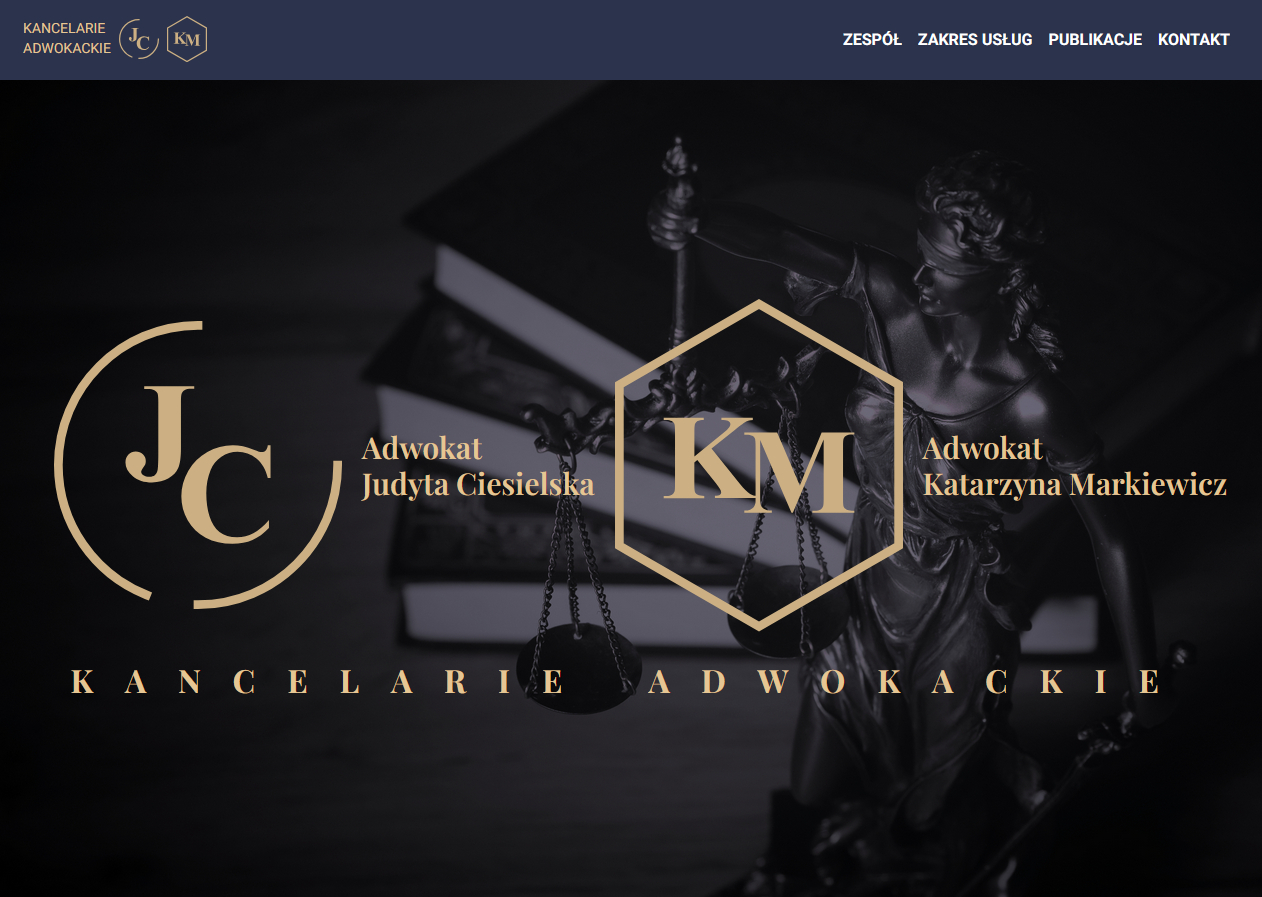 KANCELARIE
ADWOKACKIE
JC
KM
ZESPÓŁ ZAKRES USŁUG PUBLIKACJE KONTAKT
JC
Adwokat
Judyta Ciesielska
KM
Adwokat
Katarzyna Markiewicz
KANCELARIE ADWOKACKIE